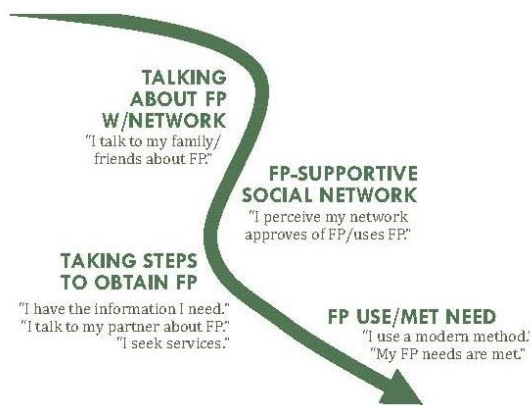 TALKING
ABOUT FP
W/NETWORK
"I talk to my family/
friends about FP."
FP-SUPPORTIVE
SOCIAL NETWORK
"I perceive my network
approves of FP/uses FP."
TAKING STEPS
TO OBTAIN FP
"I have the information I need."
"I talk to my partner about FP."
"I seek services."
FP USE/MET NEED
"I use a modern method."
"My FP needs are met."